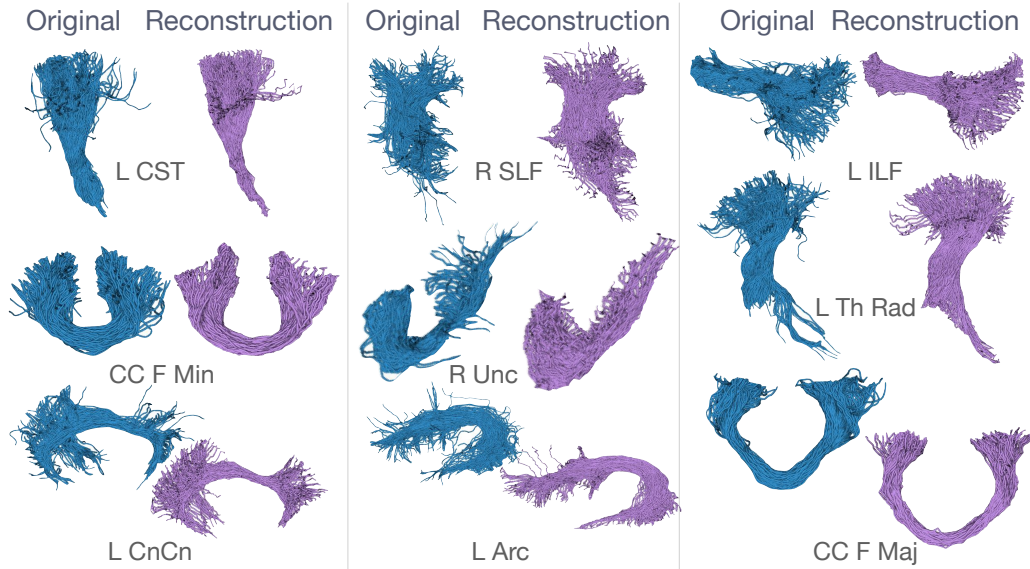 Original Reconstruction
L CST
CC F Min
L CnCn
Original Reconstruction
R SLF
R Unc
L Arc
Original Reconstruction
L ILF
L Th Rad
CC F Maj